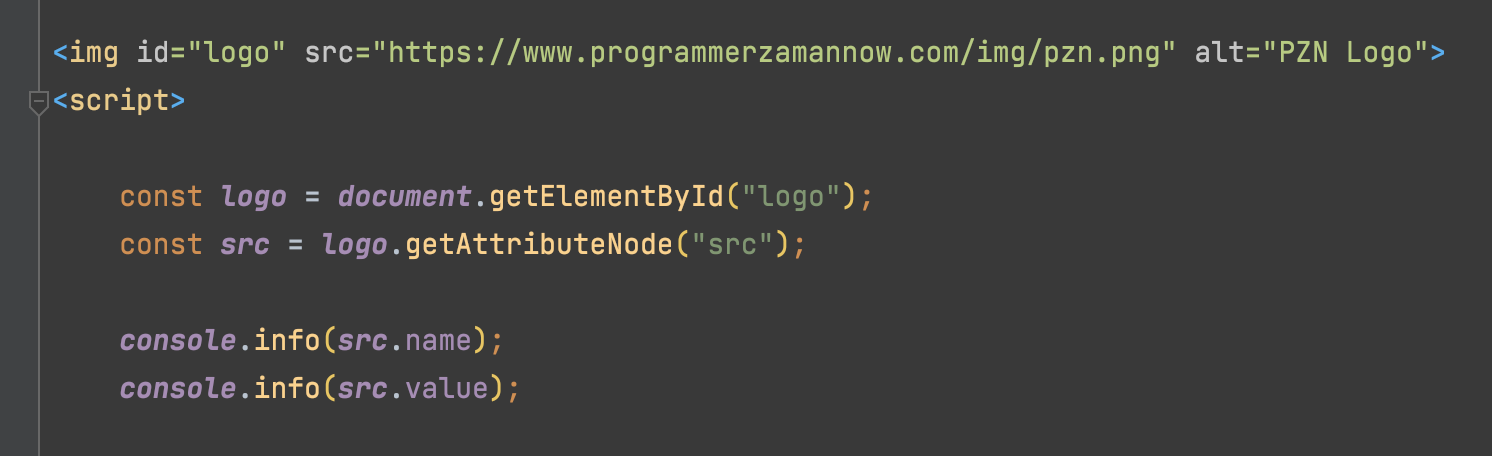 <img id="logo" src="https://www.programmerzamannow.com/img/pzn.png" alt="PZN Logo">
<script>
const logo = document.getElementById("logo");
const src = logo.getAttributeNode("src");
console.info(src.name);
console.info(src.value);